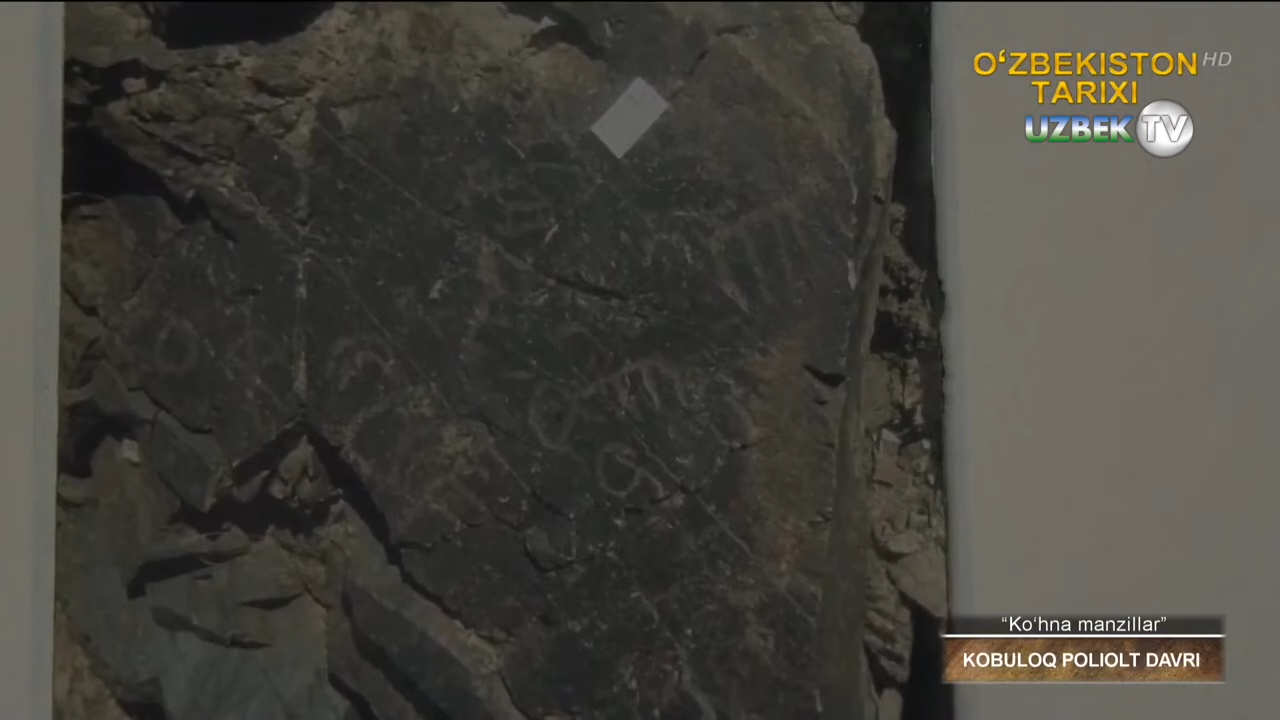 O‘ZBEKISTON HD
TARIXI
UZBEK TV
“Ko‘hna manzillar”
KOBULOQ POLIOLT DAVRI